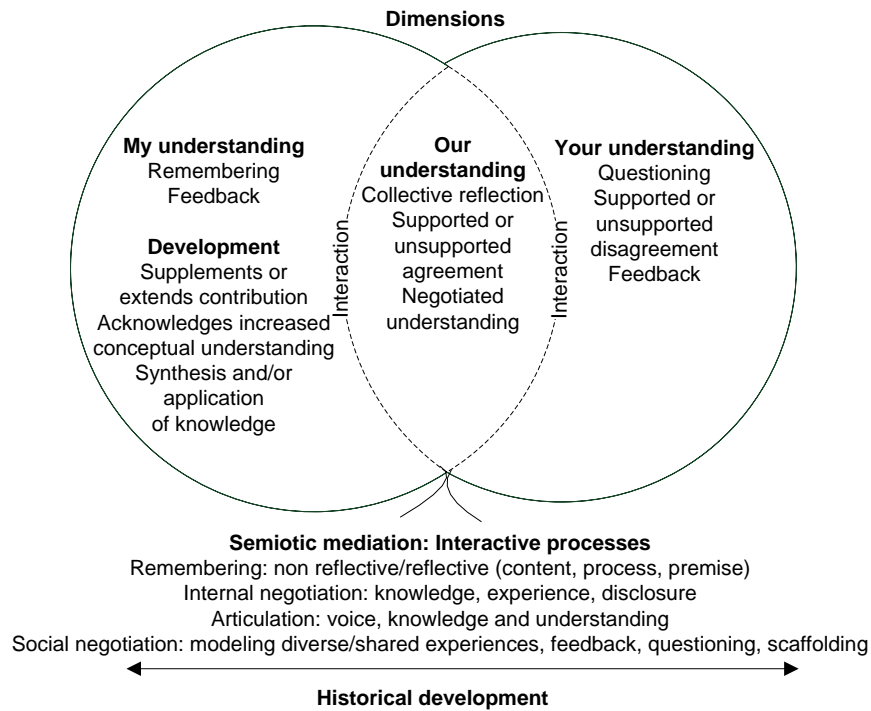 Dimensions
My understanding
Remembering
Feedback
Development
Supplements or
extends contribution
Acknowledges increased
conceptual understanding
Synthesis and/or
application
of knowledge
Interaction
Our
understanding
Collective reflection
Supported or
unsupported
agreement
Negotiated
understanding
Interaction
Your understanding
Questioning
Supported or
unsupported
disagreement
Feedback
Semiotic mediation: Interactive processes
Remembering: non reflective/reflective (content, process, premise)
Internal negotiation: knowledge, experience, disclosure
Articulation: voice, knowledge and understanding
Social negotiation: modeling diverse/shared experiences, feedback, questioning, scaffolding
Historical development